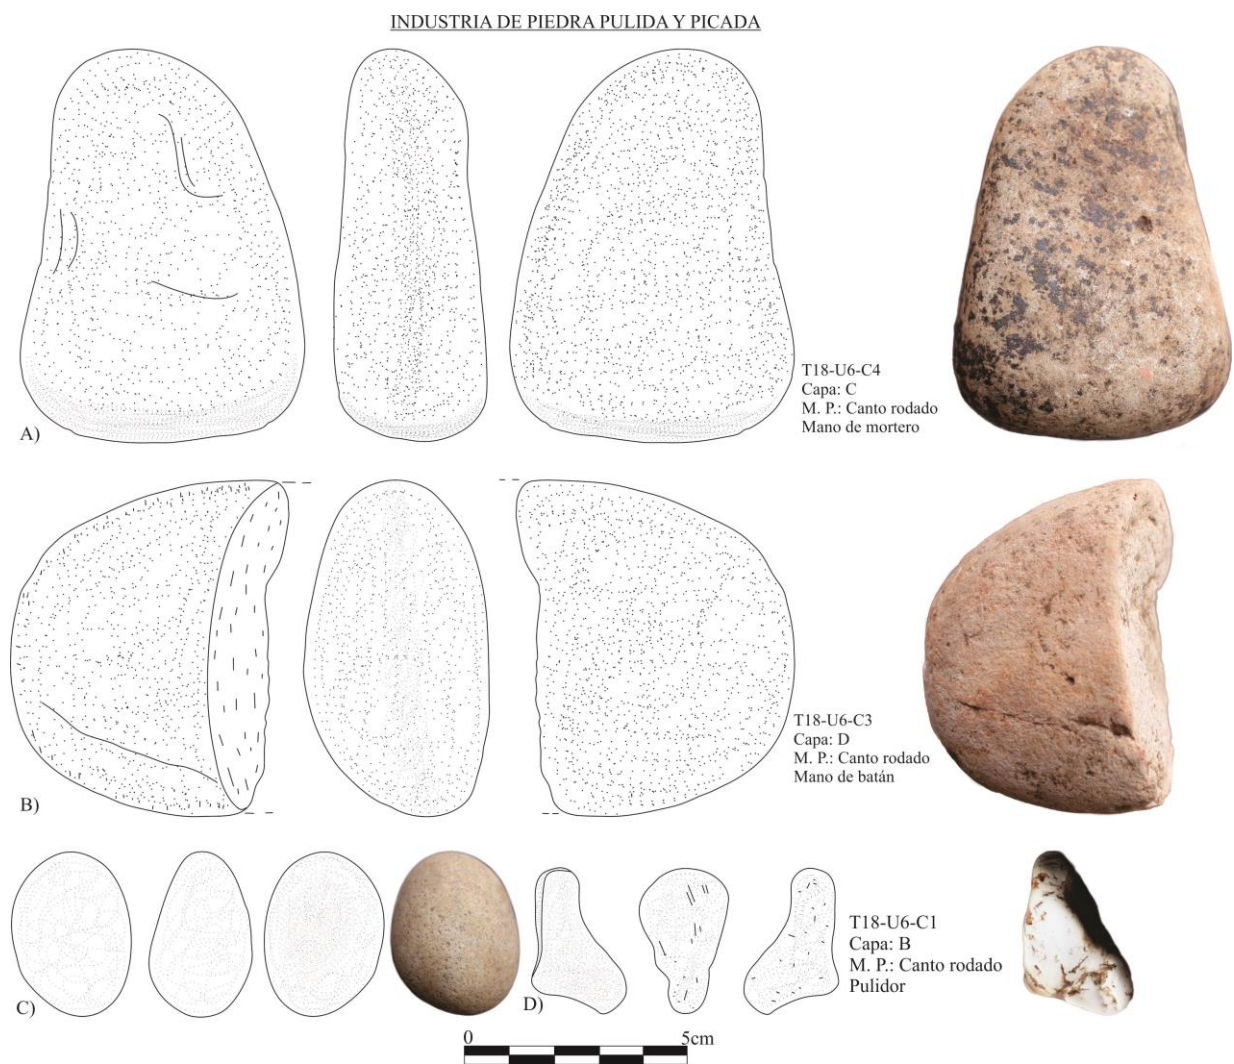 INDUSTRIA DE PIEDRA PULIDA Y PICADA
T18-U6-C4
Capa: C
M. P.: Canto rodado
Mano de mortero
A)
T18-U6-C3
Capa: D
M. P.: Canto rodado
Mano de batán
B)
T18-U6-C1
Capa: B
M. P.: Canto rodado
Pulidor
C)
D)
0 5cm